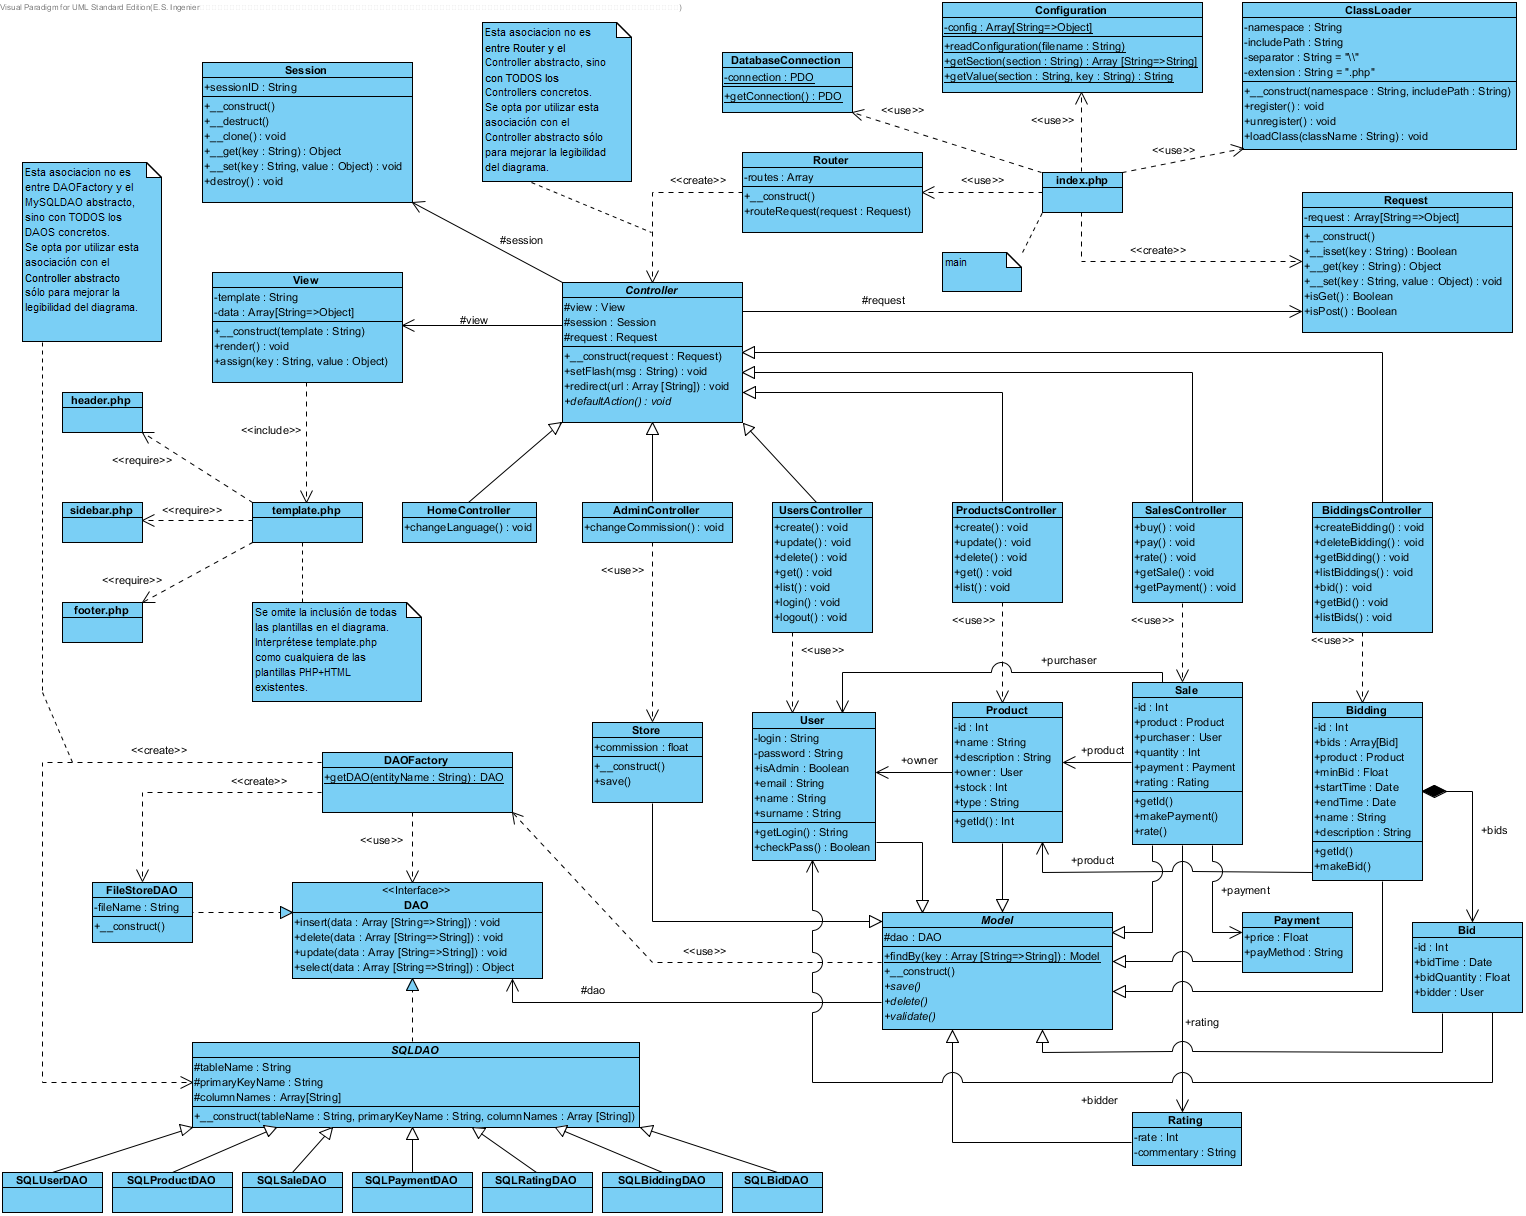 Visual Paradigm for UML Standard Edition(E.S. Ingenier
)
Configuration
-config : Array[String=>Object]
+readConfiguration(filename : String)
+getSection(section : String) : Array [String=>String]
+getValue(section : String, key : String) : String
ClassLoader
-namespace : String
-includePath : String
-separator : String = "\\"
-extension : String = ".php"
+__construct(namespace : String, includePath : String)
+register() : void
+unregister() : void
+loadClass(className : String) : void
Esta asociacion no es
entre Router y el
Controller abstracto, sino
con TODOS los
Controllers concretos.
Se opta por utilizar esta
asociación con el
Controller abstracto sólo
para mejorar la legibilidad
del diagrama.
DatabaseConnection
-connection : PDO
+getConnection() : PDO
Session
+sessionID : String
+__construct()
+__destruct()
+__clone() : void
+__get(key : String) : Object
+__set(key : String, value : Object) : void
+destroy() : void
<<use>>
<<use>>
<<use>>
Router
-routes : Array
+__construct()
+routeRequest(request : Request)
<<create>>
<<use>>
index.php
Esta asociacion no es
entre DAOFactory y el
MySQLDAO abstracto,
sino con TODOS los
DAOS concretos.
Se opta por utilizar esta
asociación con el
Controller abstracto
sólo para mejorar la
legibilidad del diagrama.
Request
-request : Array[String=>Object]
+__construct()
+__isset(key : String) : Boolean
+__get(key : String) : Object
+__set(key : String, value : Object) : void
+isGet() : Boolean
+isPost() : Boolean
<<create>>
main
#session
View
-template : String
-data : Array[String=>Object]
+__construct(template : String)
+render() : void
+assign(key : String, value : Object)
#view
Controller
#view : View
#session : Session
#request : Request
+__construct(request : Request)
+setFlash(msg : String) : void
+redirect(url : Array [String]) : void
+defaultAction() : void
#request
header.php
<<include>>
<<require>>
sidebar.php
<<require>>
template.php
<<require>>
footer.php
Se omite la inclusión de todas
las plantillas en el diagrama.
Interprétese template.php
como cualquiera de las
plantillas PHP+HTML
existentes.
HomeController
+changeLanguage() : void
AdminController
+changeCommission() : void
<<use>>
UsersController
+create() : void
+update() : void
+delete() : void
+get() : void
+list() : void
+login() : void
+logout() : void
<<use>>
ProductsController
+create() : void
+update() : void
+delete() : void
+get() : void
+list() : void
<<use>>
SalesController
+buy() : void
+pay() : void
+rate() : void
+getSale() : void
+getPayment() : void
<<use>>
BiddingsController
+createBidding() : void
+deleteBidding() : void
+getBidding() : void
+listBiddings() : void
+bid() : void
+getBid() : void
+listBids() : void
<<use>>
+purchaser
Store
+commission : float
+__construct()
+save()
User
-login : String
-password : String
+isAdmin : Boolean
+email : String
+name : String
+surname : String
+getLogin() : String
+checkPass() : Boolean
+owner
Product
-id : Int
+name : String
+description : String
+owner : User
+stock : Int
+type : String
+getId() : Int
+product
Sale
-id : Int
+product : Product
+purchaser : User
+quantity : Int
+payment : Payment
+rating : Rating
+getId()
+makePayment()
+rate()
Bidding
-id : Int
+bids : Array[Bid]
+product : Product
+minBid : Float
+startTime : Date
+endTime : Date
+name : String
+description : String
+getId()
+makeBid()
+bids
+product
+payment
<<create>>
<<create>>
DAOFactory
+getDAO(entityName : String) : DAO
<<use>>
FileStoreDAO
-fileName : String
+__construct()
<<Interface>>
DAO
+insert(data : Array [String=>String]) : void
+delete(data : Array [String=>String]) : void
+update(data : Array [String=>String]) : void
+select(data : Array [String=>String]) : Object
<<use>>
#dao
Model
#dao : DAO
+findBy(key : Array [String=>String]) : Model
+__construct()
+save()
+delete()
+validate()
Payment
+price : Float
+payMethod : String
Bid
-id : Int
+bidTime : Date
+bidQuantity : Float
+bidder : User
+rating
+bidder
SQLDAO
#tableName : String
#primaryKeyName : String
#columnNames : Array[String]
+__construct(tableName : String, primaryKeyName : String, columnNames : Array [String])
Rating
-rate : Int
-commentary : String
SQLUserDAO
SQLProductDAO
SQLSaleDAO
SQLPaymentDAO
SQLRatingDAO
SQLBiddingDAO
SQLBidDAO